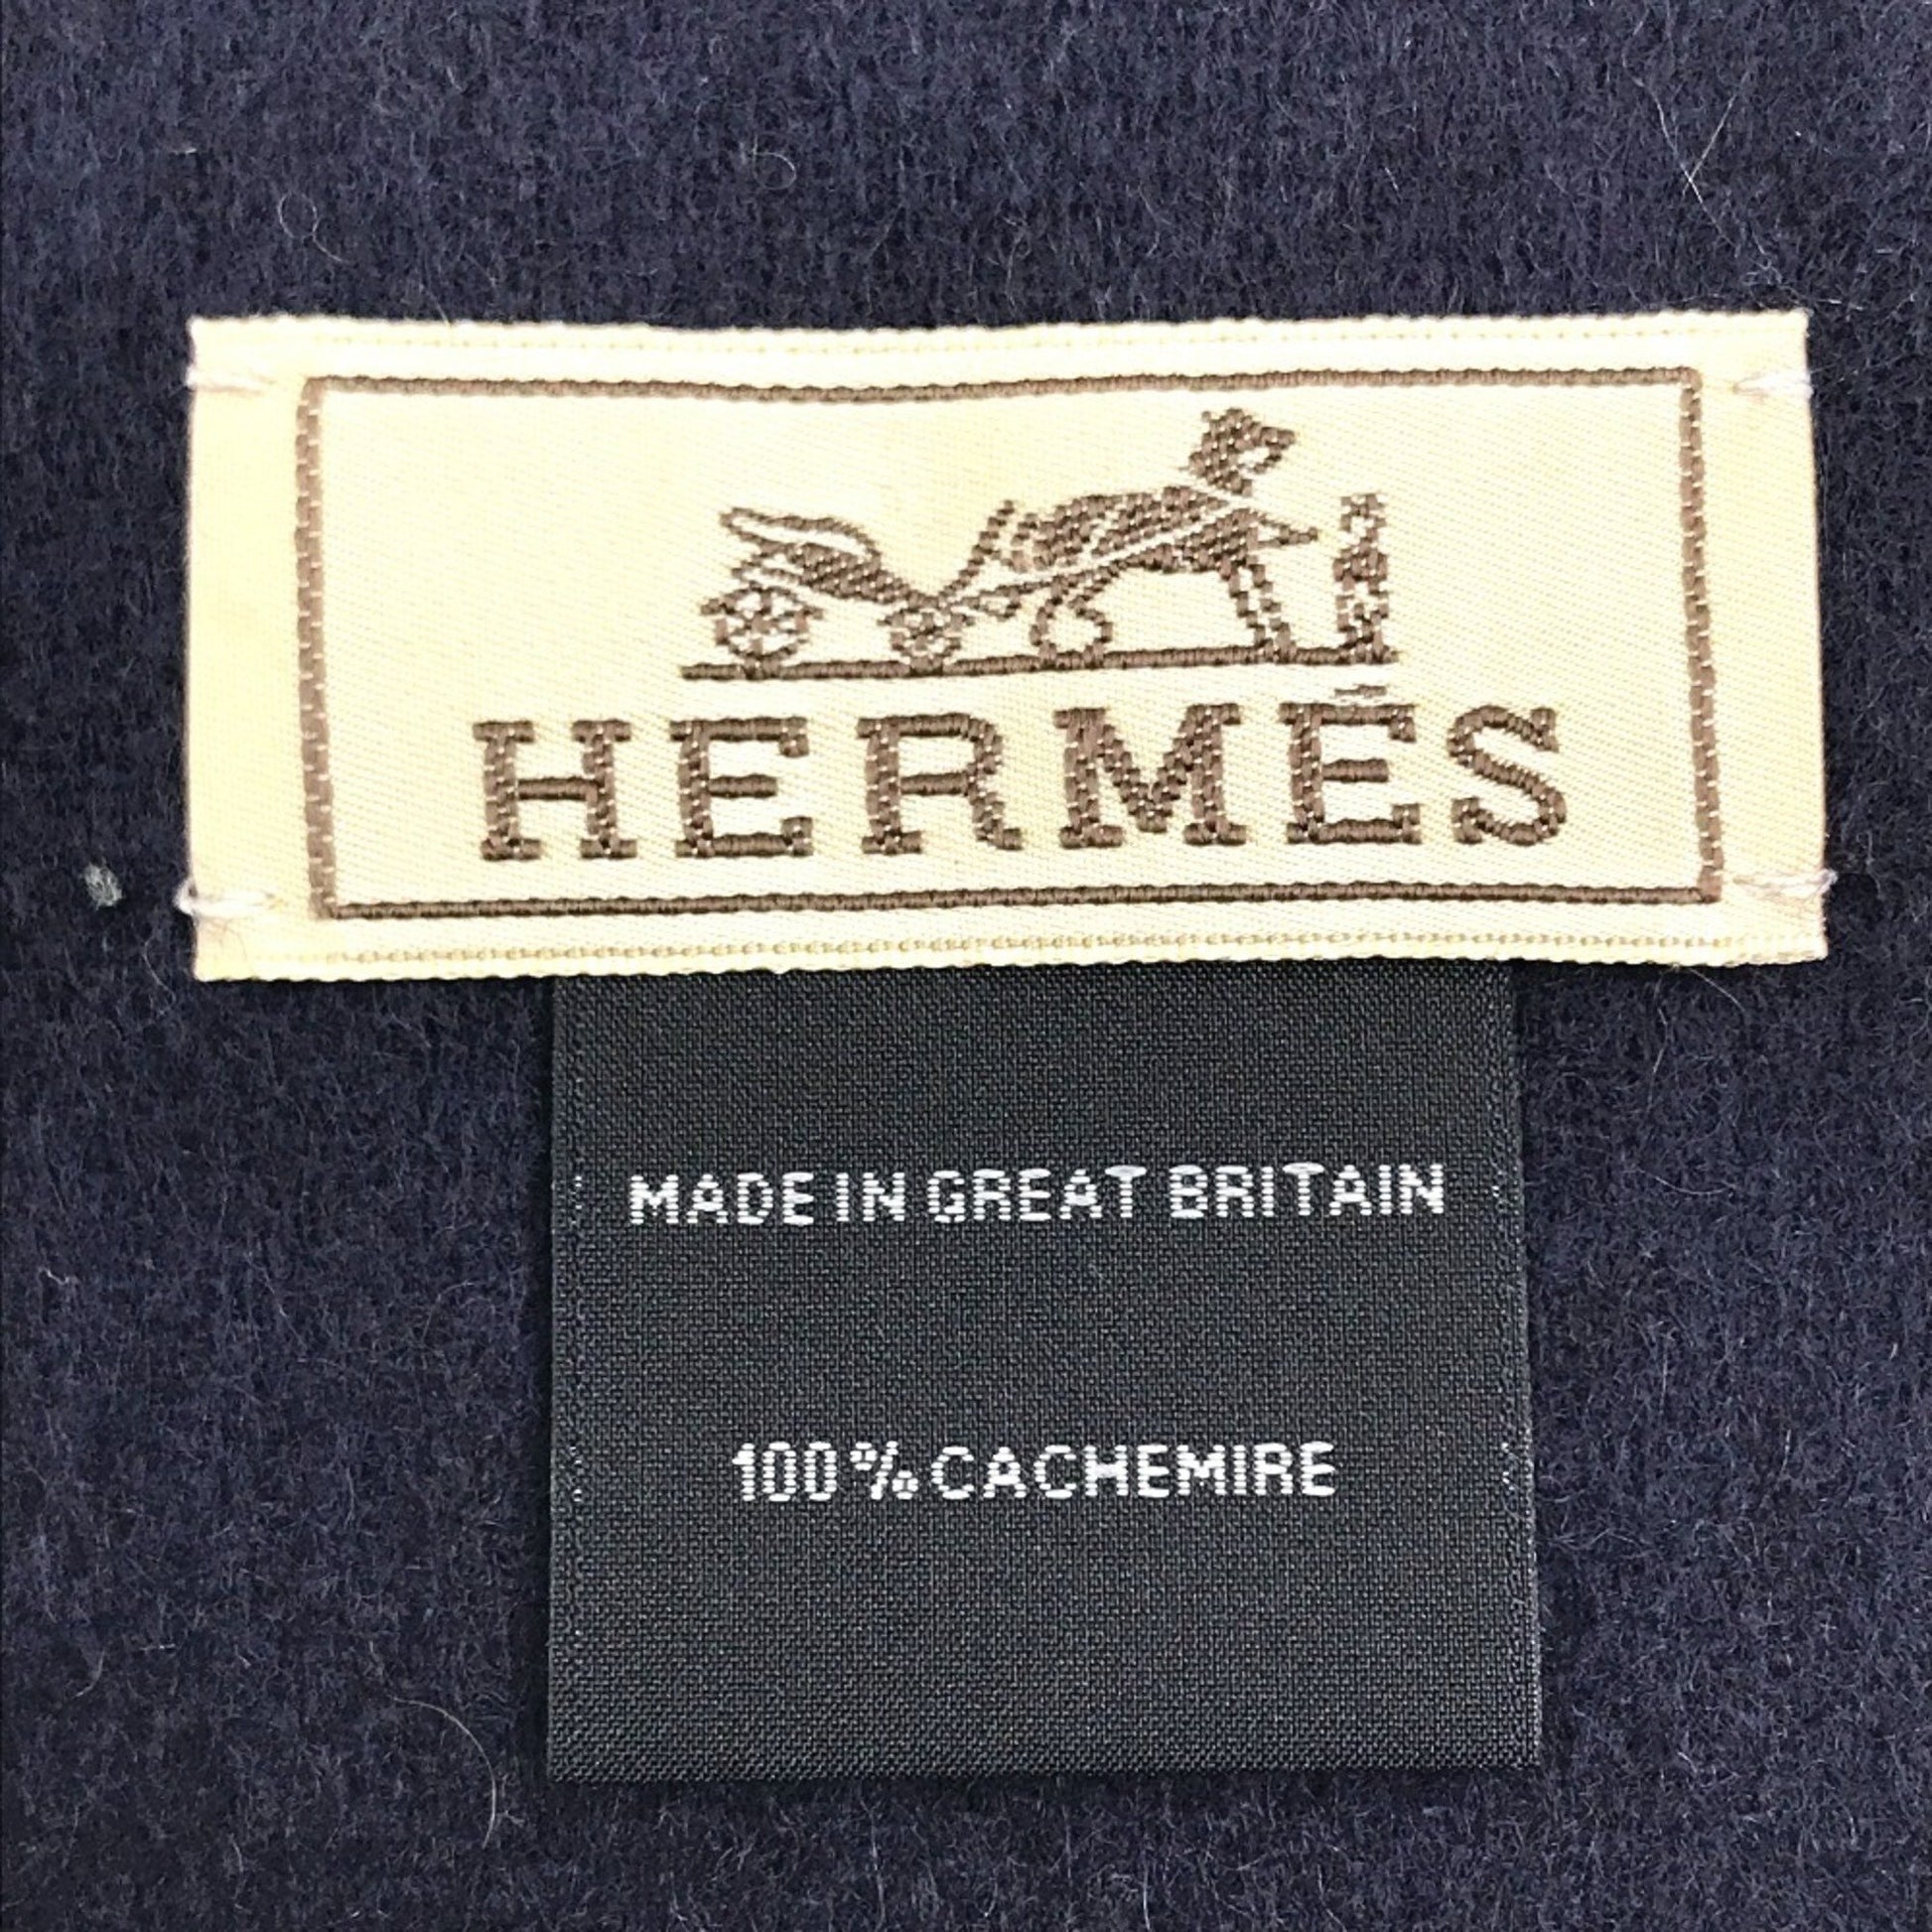 HERMÈS
MADE IN GREAT BRITAIN
100% CACHEMIRE